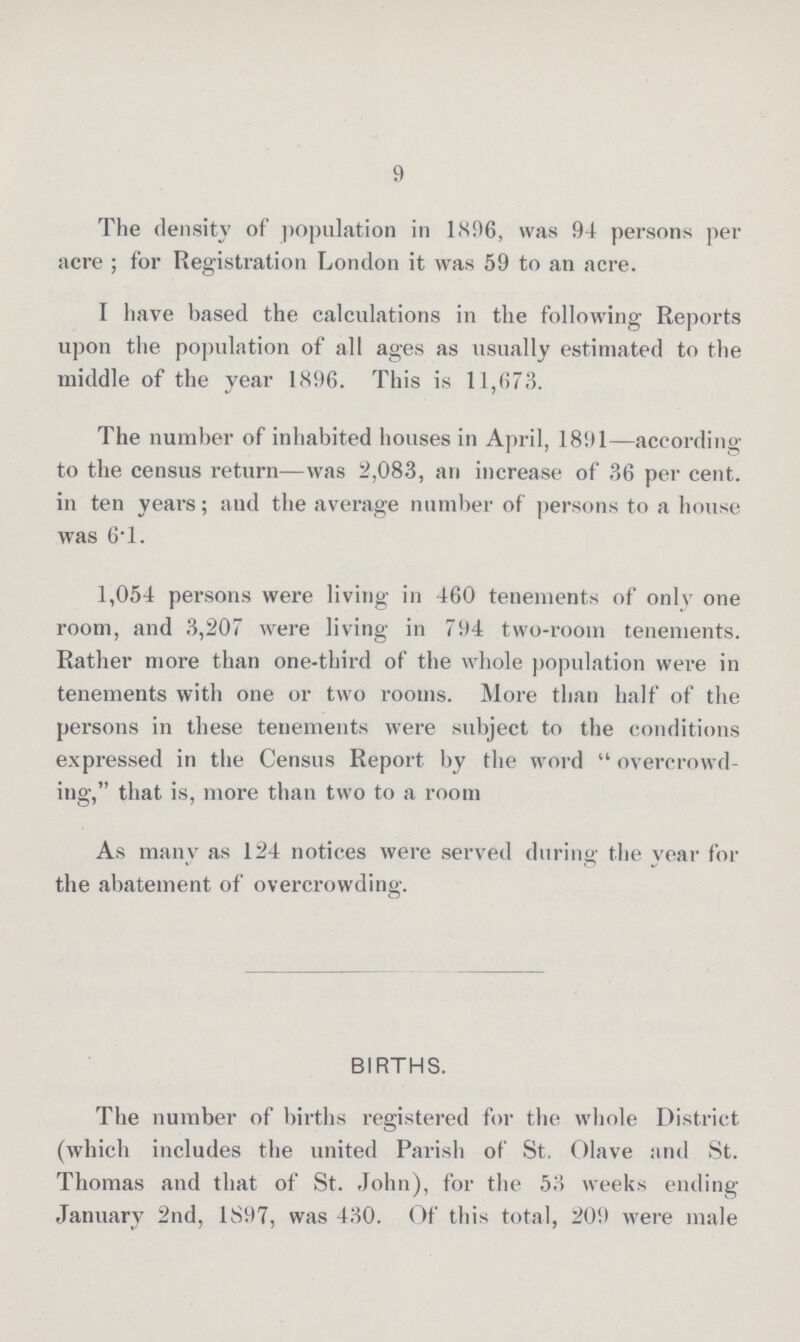 9
The density of population in 1896, was 94 persons per
acre ; for Registration London it was 59 to an acre.
I have based the calculations in the following Reports
upon the population of all ages as usually estimated to the
middle of the year 1896. This is 11,673.
The number of inhabited houses in April, 1891—according
to the census return—was 2,083, an increase of 36 per cent.
in ten years; and the average number of persons to a house
was 6·1.
1,054 persons were living in 460 tenements of only one
room, and 3,207 were living in 794 two-room tenements.
Rather more than one-third of the whole population were in
tenements with one or two rooms. More than half of the
persons in these tenements were subject to the conditions
expressed in the Census Report by the word “overcrowd-
ing,” that is, more than two to a room
As many as 124 notices were served during the year for
the abatement of overcrowding.
BIRTHS.
The number of births registered for the whole District
(which includes the united Parish of St. Olave and St.
Thomas and that of St. John), for the 53 weeks ending
January 2nd, 1897, was 430. Of this total, 209 were male